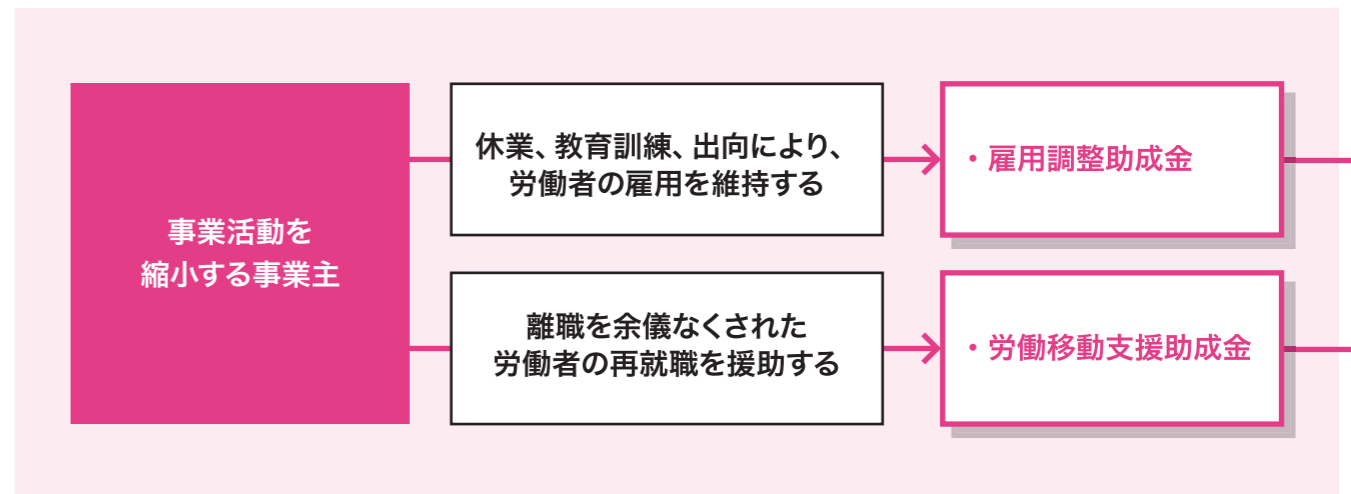 事業活動を
縮小する事業主
休業、教育訓練、出向により、
労働者の雇用を維持する
・雇用調整助成金
離職を余儀なくされた
労働者の再就職を援助する
・労働移動支援助成金